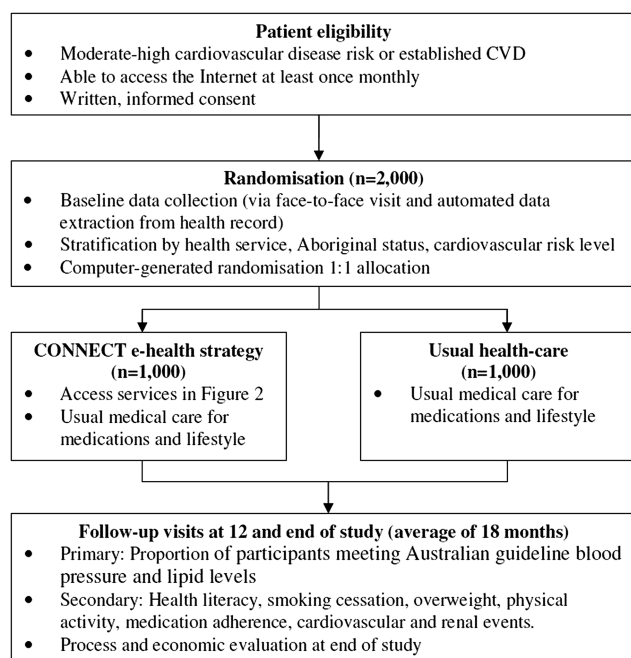 Patient eligibility
• Moderate-high cardiovascular disease risk or established CVD
• Able to access the Internet at least once monthly
• Written, informed consent
Randomisation (n=2,000)
• Baseline data collection (via face-to-face visit and automated data
extraction from health record)
• Stratification by health service, Aboriginal status, cardiovascular risk level
• Computer-generated randomisation 1:1 allocation
CONNECT e-health strategy
(n=1,000)
• Access services in Figure 2
• Usual medical care for
medications and lifestyle
Usual health-care
(n=1,000)
• Usual medical care for
medications and lifestyle
Follow-up visits at 12 and end of study (average of 18 months)
• Primary: Proportion of participants meeting Australian guideline blood
pressure and lipid levels
• Secondary: Health literacy, smoking cessation, overweight, physical
activity, medication adherence, cardiovascular and renal events.
• Process and economic evaluation at end of study